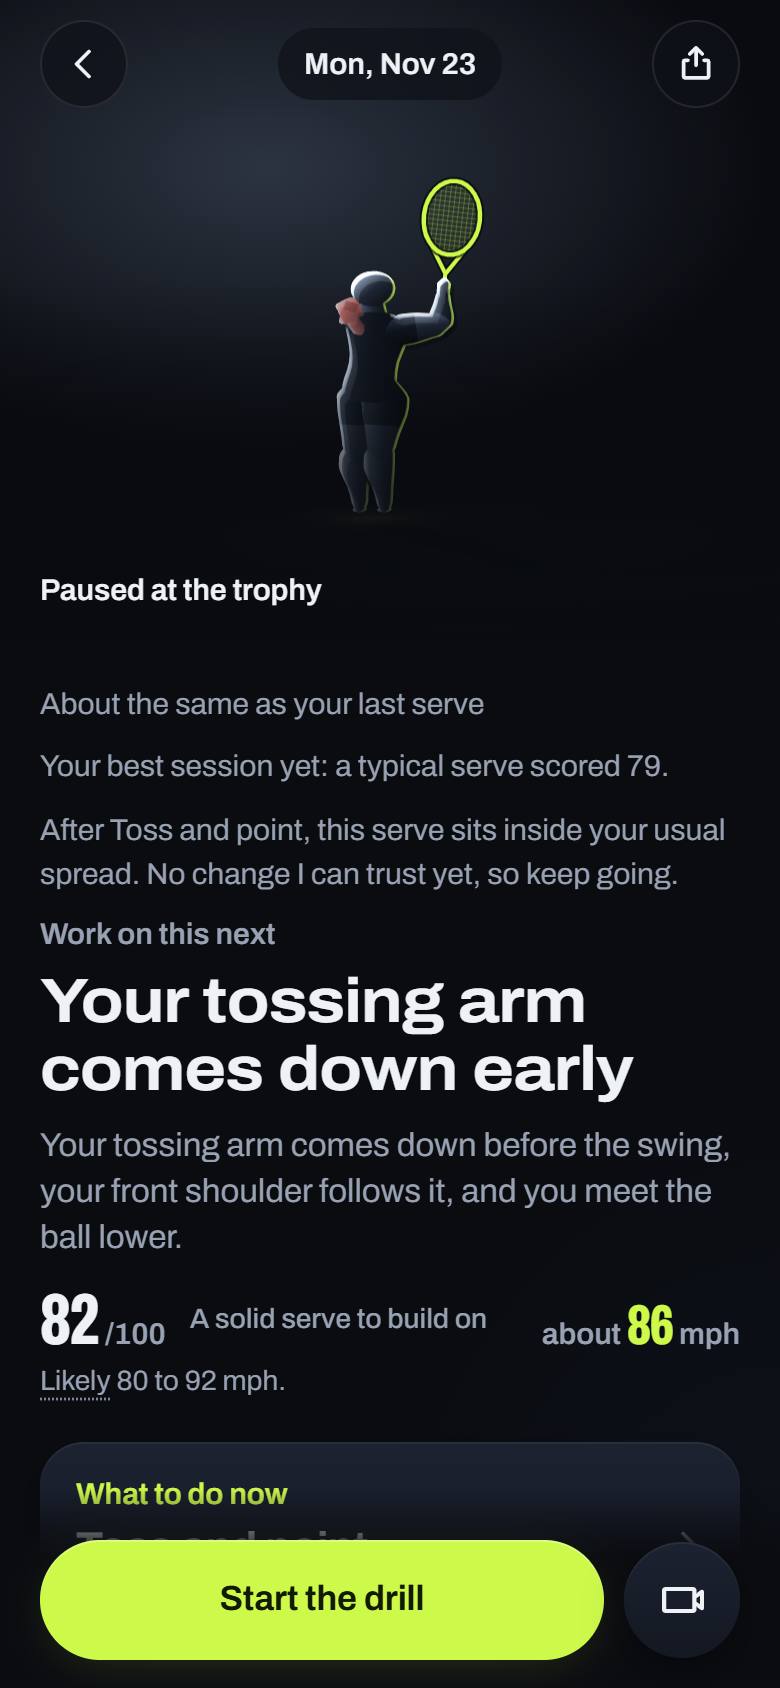 Mon, Nov 23
Paused at the trophy
About the same as your last serve
Your best session yet: a typical serve scored 79.
After Toss and point, this serve sits inside your usual
spread. No change I can trust yet, so keep going.
Work on this next
Your tossing arm
comes down early
Your tossing arm comes down before the swing,
your front shoulder follows it, and you meet the
ball lower.
82 /100 A solid serve to build on about 86 mph
Likely 80 to 92 mph.
What to do now
Toss and point
Start the drill